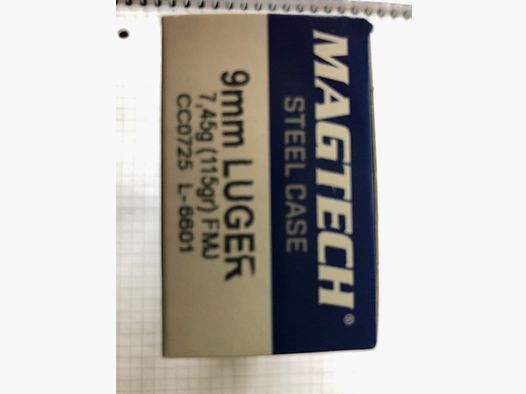 MAGTECH®
STEEL CASE
9mm LUGER
7,45g (115gr) FMJ
CC0725 L-6601